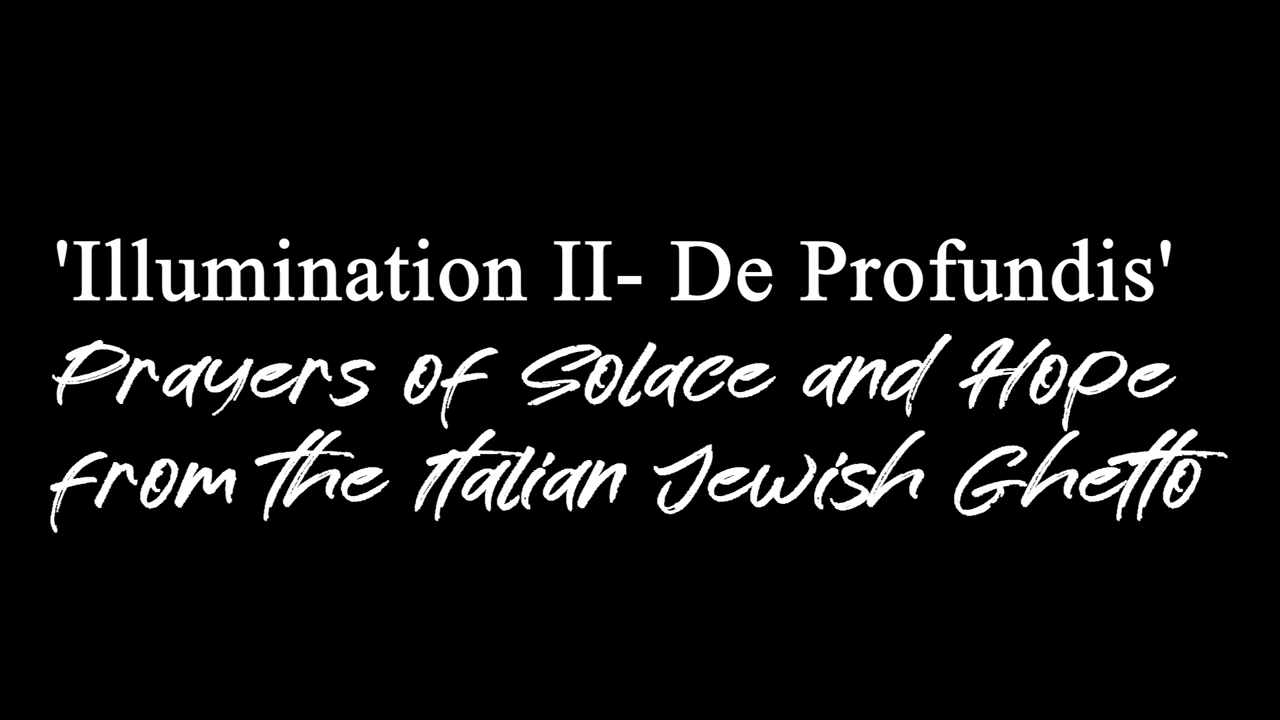 'Illumination II- De Profundis'
Prayers of Solace and Hope
from the Italian Jewish Ghetto